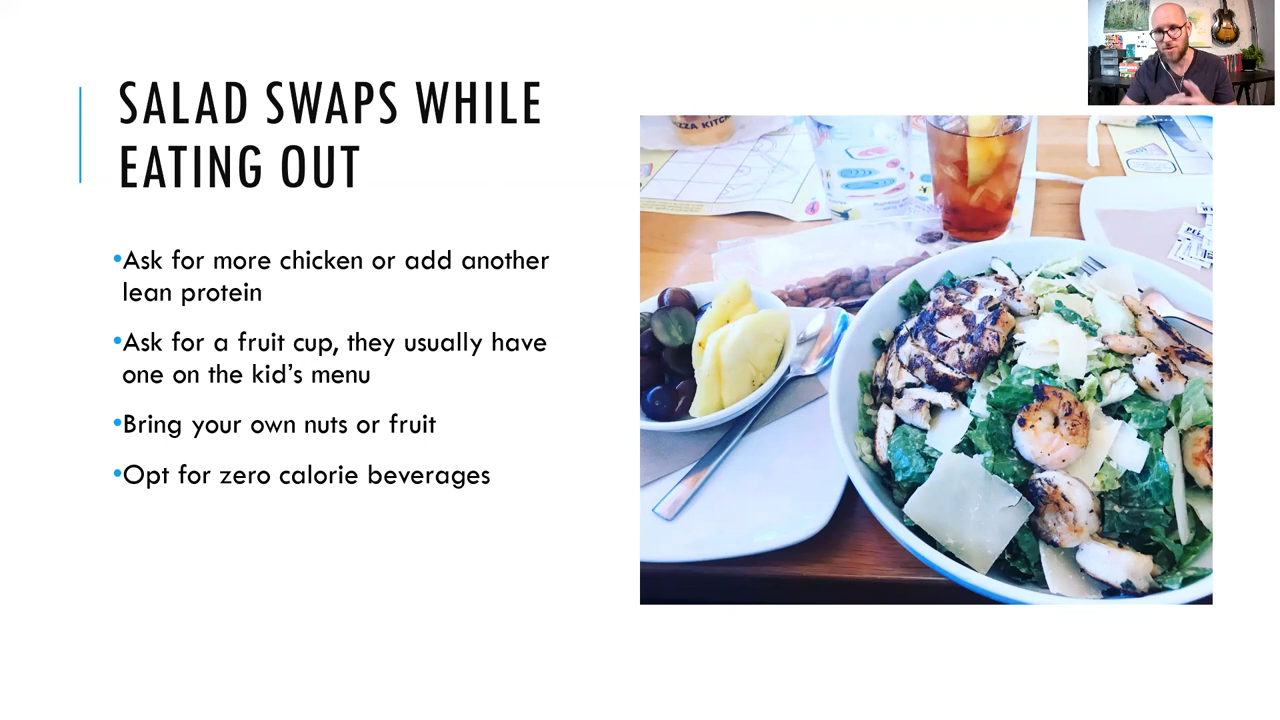 SALAD SWAPS WHILE
EATING OUT
•Ask for more chicken or add another
lean protein
•Ask for a fruit cup, they usually have
one on the kid’s menu
•Bring your own nuts or fruit
•Opt for zero calorie beverages